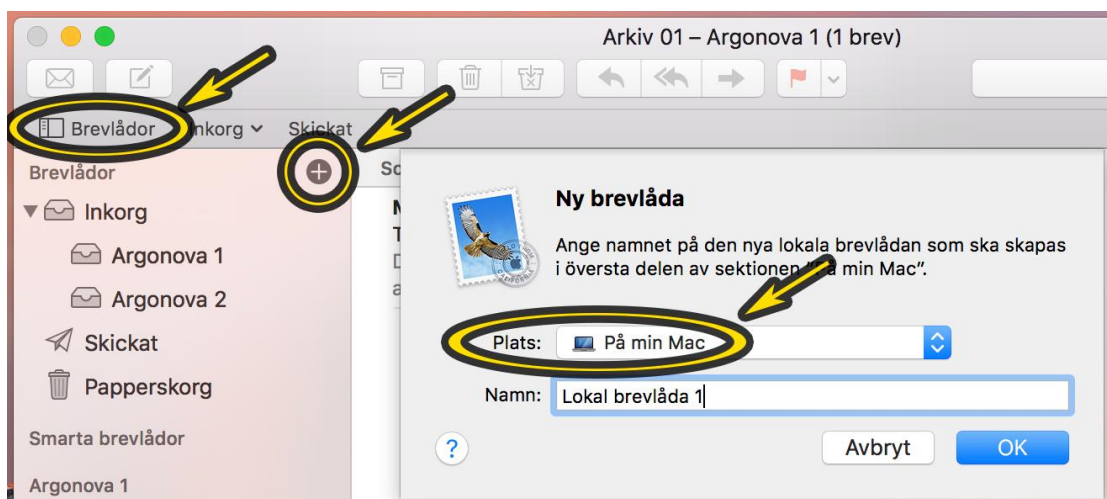 Arkiv 01 – Argonova 1 (1 brev)
Brevlådor Inkorg Skickat
Brevlådor
Inkorg
Argonova 1
Argonova 2
Skickat
Papperskorg
Smarta brevlådor
Argonova 1
Ny brevlåda
Ange namnet på den nya lokala brevlådan som ska skapas
i översta delen av sektionen "På min Mac".
Plats: På min Mac
Namn: Lokal brevlåda 1
? Avbryt OK